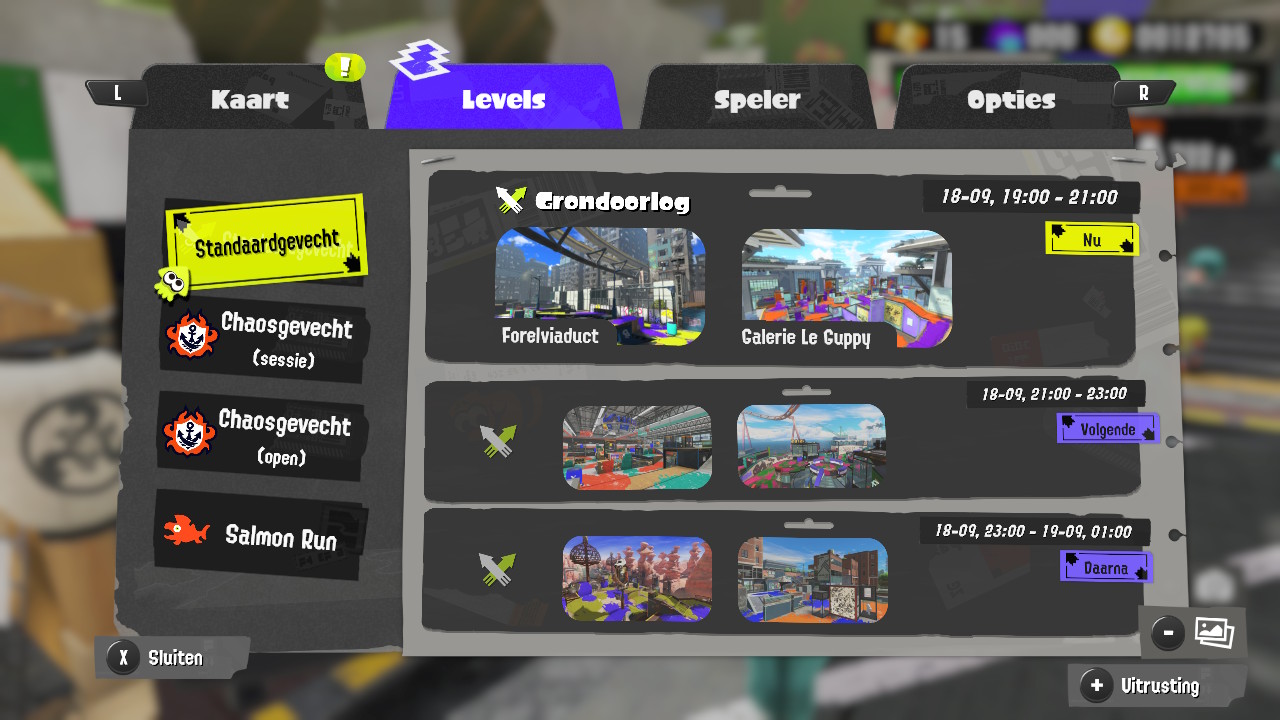 L
Kaart
Levels
Speler
Opties
R
Standaardgevecht
Chaosgevecht
(sessie)
Chaosgevecht
(open)
Salmon Run
Grondoorlog
18-09, 19:00 - 21:00
Nu
Forelviaduct
Galerie Le Guppy
18-09, 21:00 - 23:00
Volgende
18-09, 23:00 - 19-09, 01:00
Daarna
X Sluiten
-
+ Uitrusting